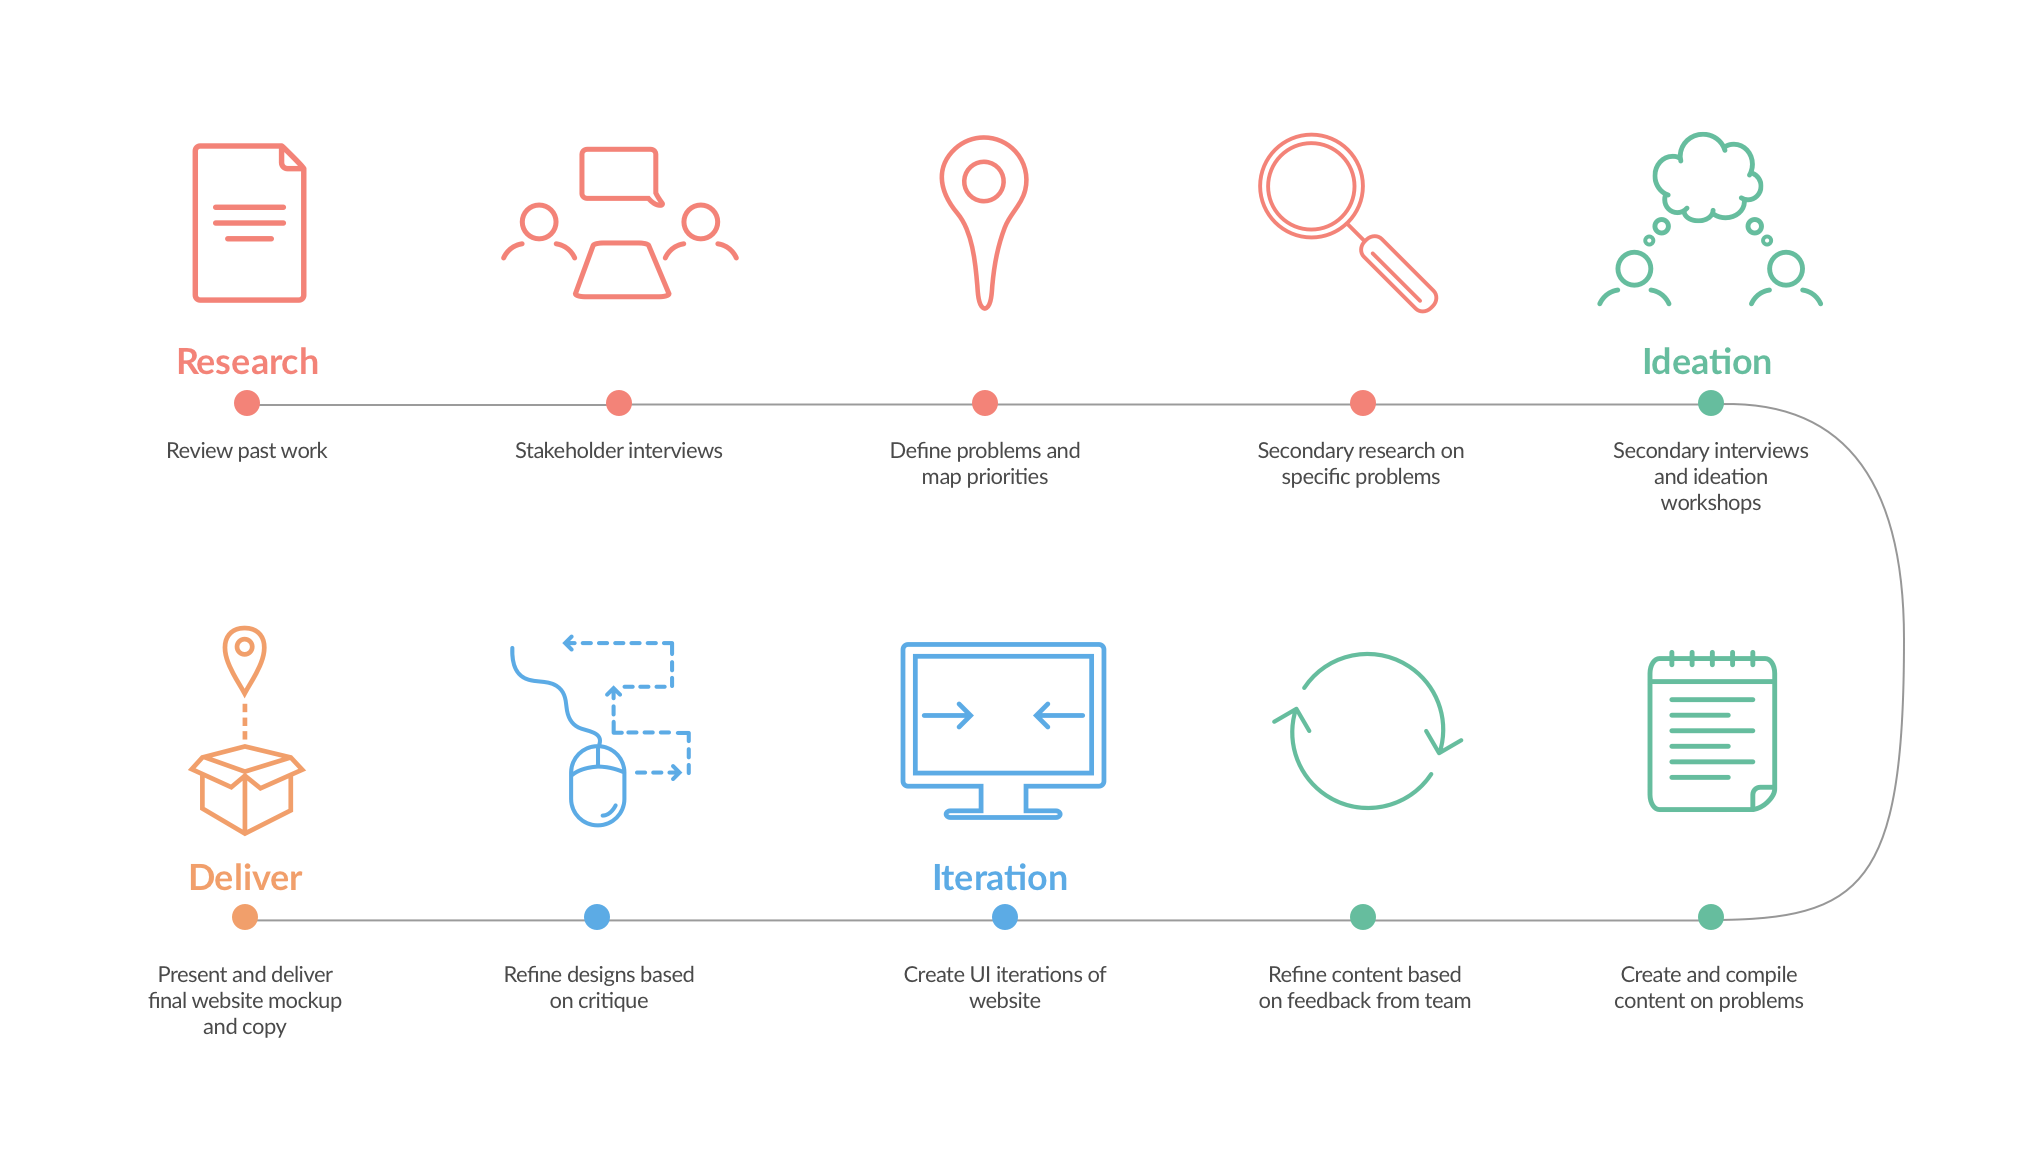 Research
Ideation
Review past work
Stakeholder interviews
Define problems and
map priorities
Secondary research on
specific problems
Secondary interviews
and ideation
workshops
Deliver
Iteration
Present and deliver
final website mockup
and copy
Refine designs based
on critique
Create UI iterations of
website
Refine content based
on feedback from team
Create and compile
content on problems